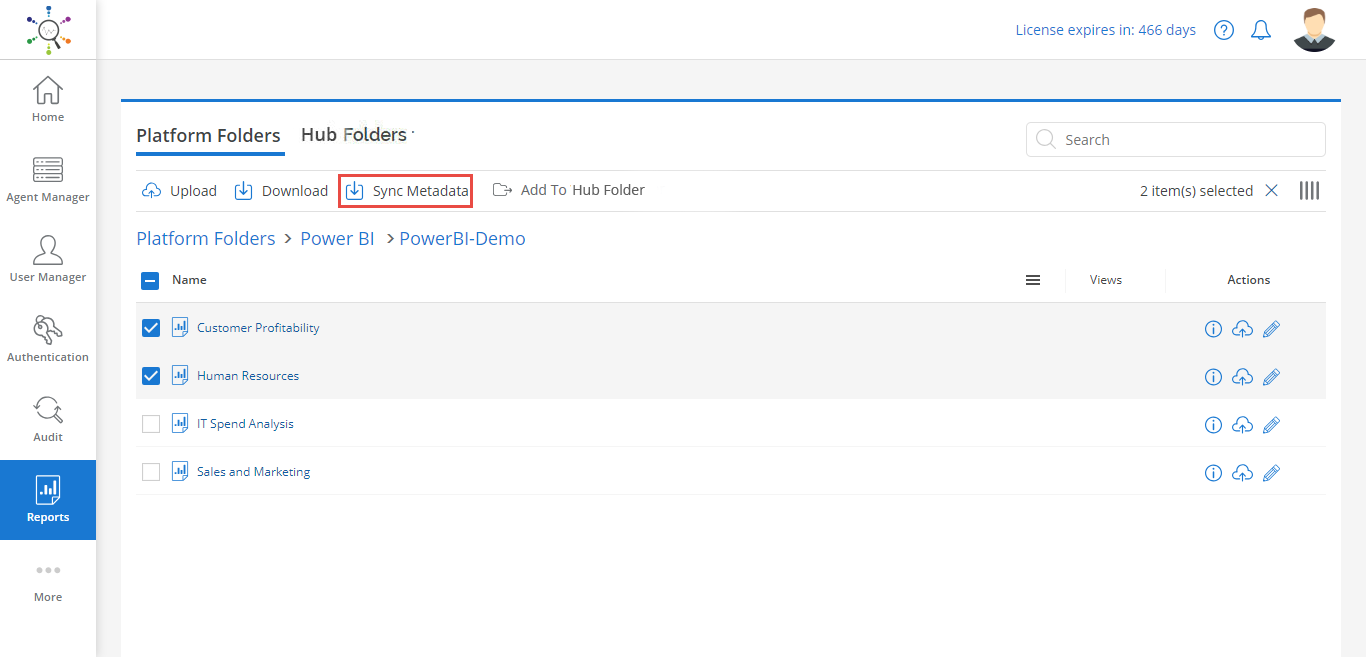 License expires in: 466 days
Home
Agent Manager
User Manager
Authentication
Audit
Reports
More
Platform Folders Hub Folders
Search
Upload Download Sync Metadata Add To Hub Folder 2 item(s) selected
Platform Folders > Power BI > PowerBI-Demo
Name Views Actions
Customer Profitability
Human Resources
IT Spend Analysis
Sales and Marketing